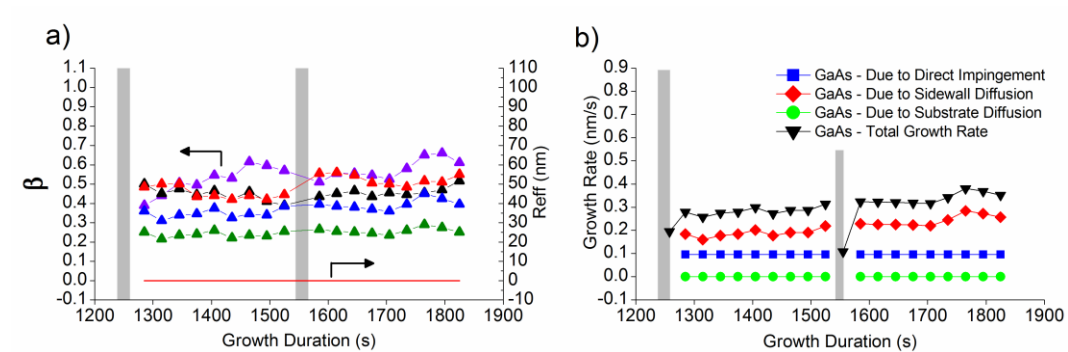 a)
1.1
1.0
0.9
0.8
0.7
0.6
0.5
0.4
0.3
0.2
0.1
0.0
-0.1
β
110
100
90
80
70
60
50
40
30
20
10
0
-10
Reff (nm)
1200 1300 1400 1500 1600 1700 1800 1900
Growth Duration (s)
b)
GaAs - Due to Direct Impingement
GaAs - Due to Sidewall Diffusion
GaAs - Due to Substrate Diffusion
GaAs - Total Growth Rate
0.9
0.8
0.7
0.6
0.5
0.4
0.3
0.2
0.1
0.0
-0.1
Growth Rate (nm/s)
1200 1300 1400 1500 1600 1700 1800 1900
Growth Duration (s)